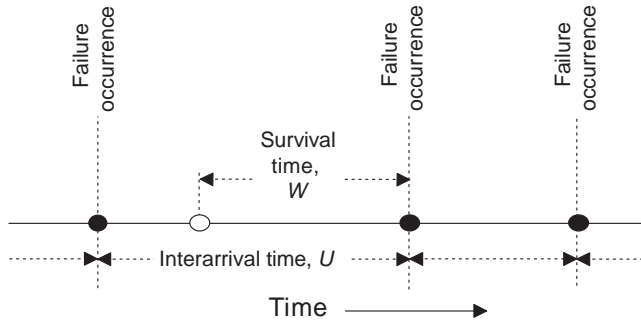 Failure
occurrence
Failure
occurrence
Failure
occurrence
Survival
time,
W
Interarrival time, U
Time